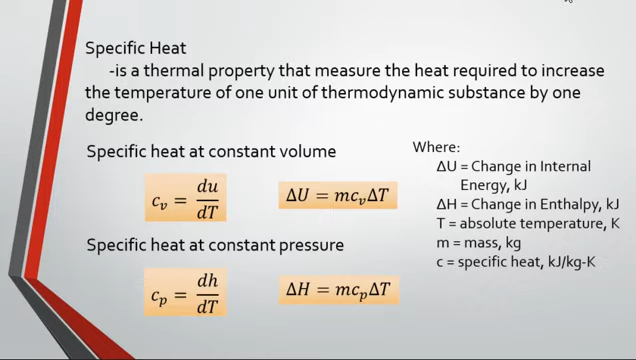 Specific Heat
-is a thermal property that measure the heat required to increase
the temperature of one unit of thermodynamic substance by one
degree.
Specific heat at constant volume
c_v = du/dT
ΔU = mc_vΔT
Specific heat at constant pressure
c_p = dh/dT
ΔH = mc_pΔT
Where:
ΔU = Change in Internal
Energy, kJ
ΔH = Change in Enthalpy, kJ
T = absolute temperature, K
m = mass, kg
c = specific heat, kJ/kg-K